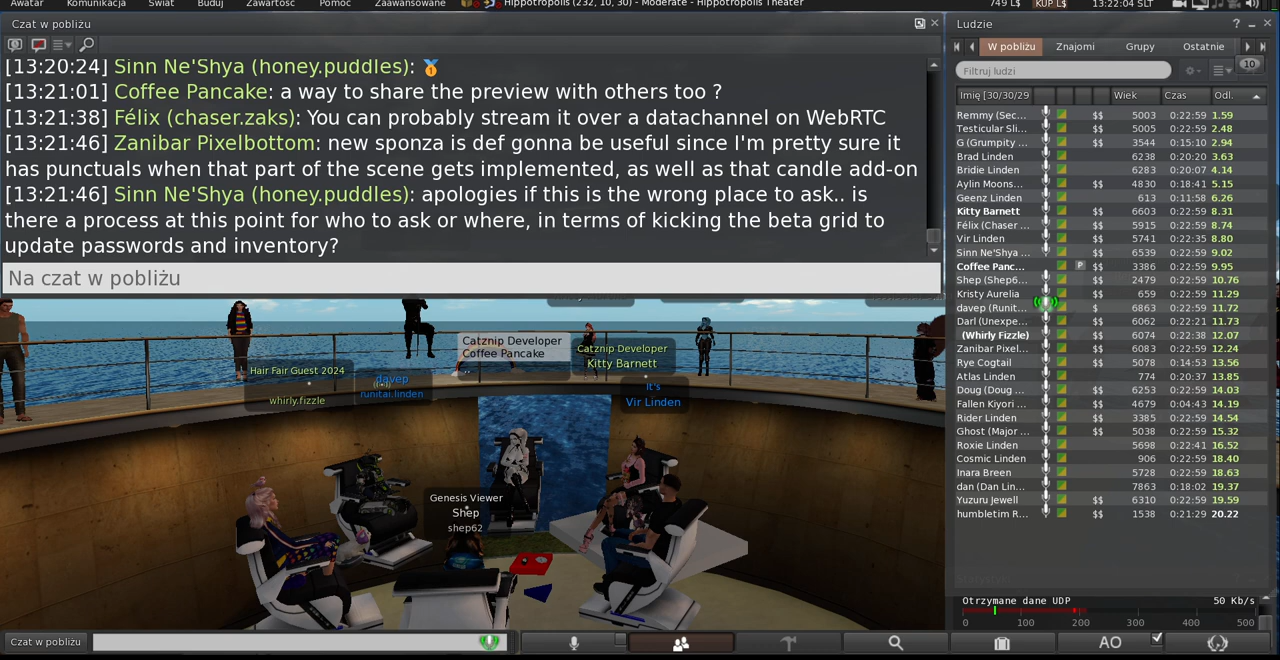 Awatar Komunikacja Świat Buduj Zawartość Pomoc Zaawansowane Hippotropolis (232, 10, 30) - Moderate - Hippotropolis Theater 749 L$ KUP L$ 13:22:04 SLT
Czat w pobliżu
[13:20:24] Sinn Ne'Shya (honey.puddles): 🥇
[13:21:01] Coffee Pancake: a way to share the preview with others too ?
[13:21:38] Félix (chaser.zaks): You can probably stream it over a datachannel on WebRTC
[13:21:46] Zanibar Pixelbottom: new sponza is def gonna be useful since I'm pretty sure it
has punctuals when that part of the scene gets implemented, as well as that candle add-on
[13:21:46] Sinn Ne'Shya (honey.puddles): apologies if this is the wrong place to ask.. is
there a process at this point for who to ask or where, in terms of kicking the beta grid to
update passwords and inventory?
Na czat w pobliżu
Catznip Developer
Coffee Pancake
Catznip Developer
Kitty Barnett
Hair Fair Guest 2024
whirly.fizzle
davep
runitai.linden
It's
Vir Linden
Genesis Viewer
Shep
shep62
Czat w pobliżu
AO
Ludzie
W pobliżu Znajomi Grupy Ostatnie
Filtruj ludzi
10
Imię [30/30/29 Wiek Czas Odl.
Remmy (Sec... $$ 5003 0:22:59 1.59
Testicular Sli... $$ 5005 0:22:59 2.48
G (Grumpity ... $$ 3544 0:15:10 2.94
Brad Linden 6238 0:20:20 3.63
Bridie Linden 6283 0:20:07 4.14
Aylin Moons... $$ 4830 0:18:41 5.15
Geenz Linden 613 0:11:58 6.26
Kitty Barnett $$ 6603 0:22:59 8.31
Félix (Chaser ... $$ 5915 0:22:59 8.74
Vir Linden $$ 5741 0:22:35 8.80
Sinn Ne'Shya ... $$ 6539 0:22:59 9.02
Coffee Panc... P $$ 3386 0:22:59 9.95
Shep (Shep6... $$ 2479 0:22:59 10.76
Kristy Aurelia $$ 659 0:22:59 11.29
davep (Runit... $ 6863 0:22:59 11.72
Darl (Unexpe... $$ 6062 0:22:21 11.73
(Whirly Fizzle) $$ 6074 0:22:38 12.07
Zanibar Pixel... $$ 6083 0:22:59 12.24
Rye Cogtail $$ 5078 0:14:53 13.56
Atlas Linden 774 0:20:37 13.85
Doug (Doug ... $$ 6253 0:22:59 14.03
Fallen Kiyori ... $$ 4679 0:04:43 14.19
Rider Linden $$ 3385 0:22:59 14.54
Ghost (Major ... $$ 5038 0:22:59 15.32
Roxie Linden 5698 0:22:41 16.52
Cosmic Linden 906 0:22:59 18.40
Inara Breen 5728 0:22:59 18.63
dan (Dan Lin... 7863 0:18:02 19.37
Yuzuru Jewell $$ 6310 0:22:59 19.59
humbletim R... $$ 1538 0:21:29 20.22
Otrzymane dane UDP 50 Kb/s
0 100 200 300 400 500